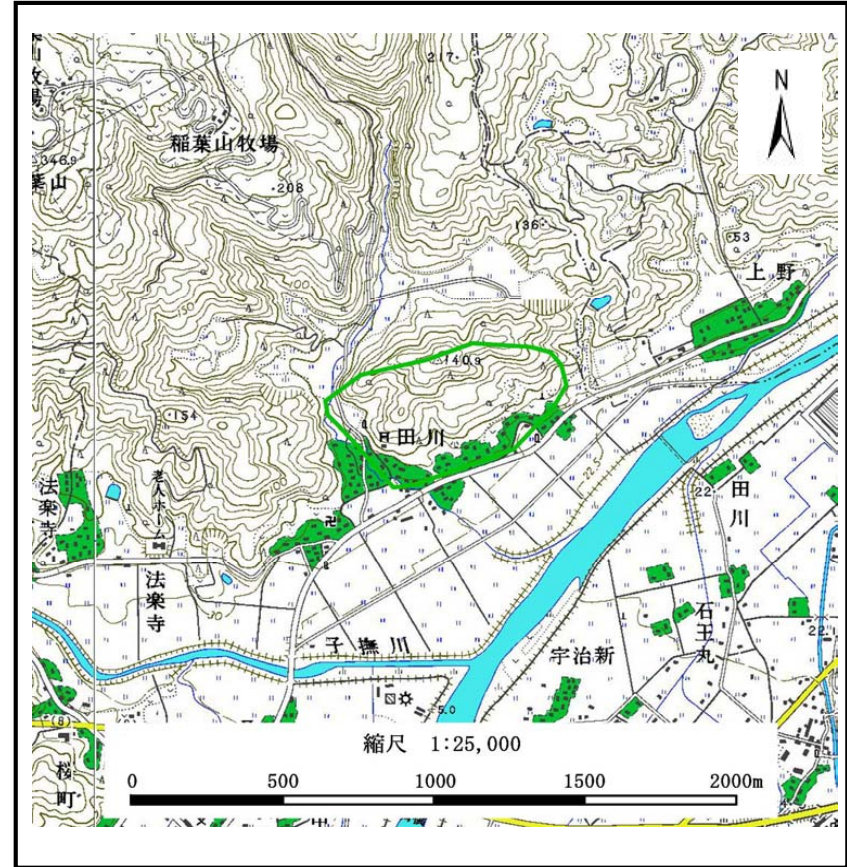 217
N
稲葉山牧場
346.9
葉山
208
136
53
上野
140.9
154
田川
22.5
法楽寺
老人ホーム
22
田川
法楽寺
石王丸
22
子撫川
宇治新
(8)
桜町
縮尺 1:25,000
0 500 1000 1500 2000m